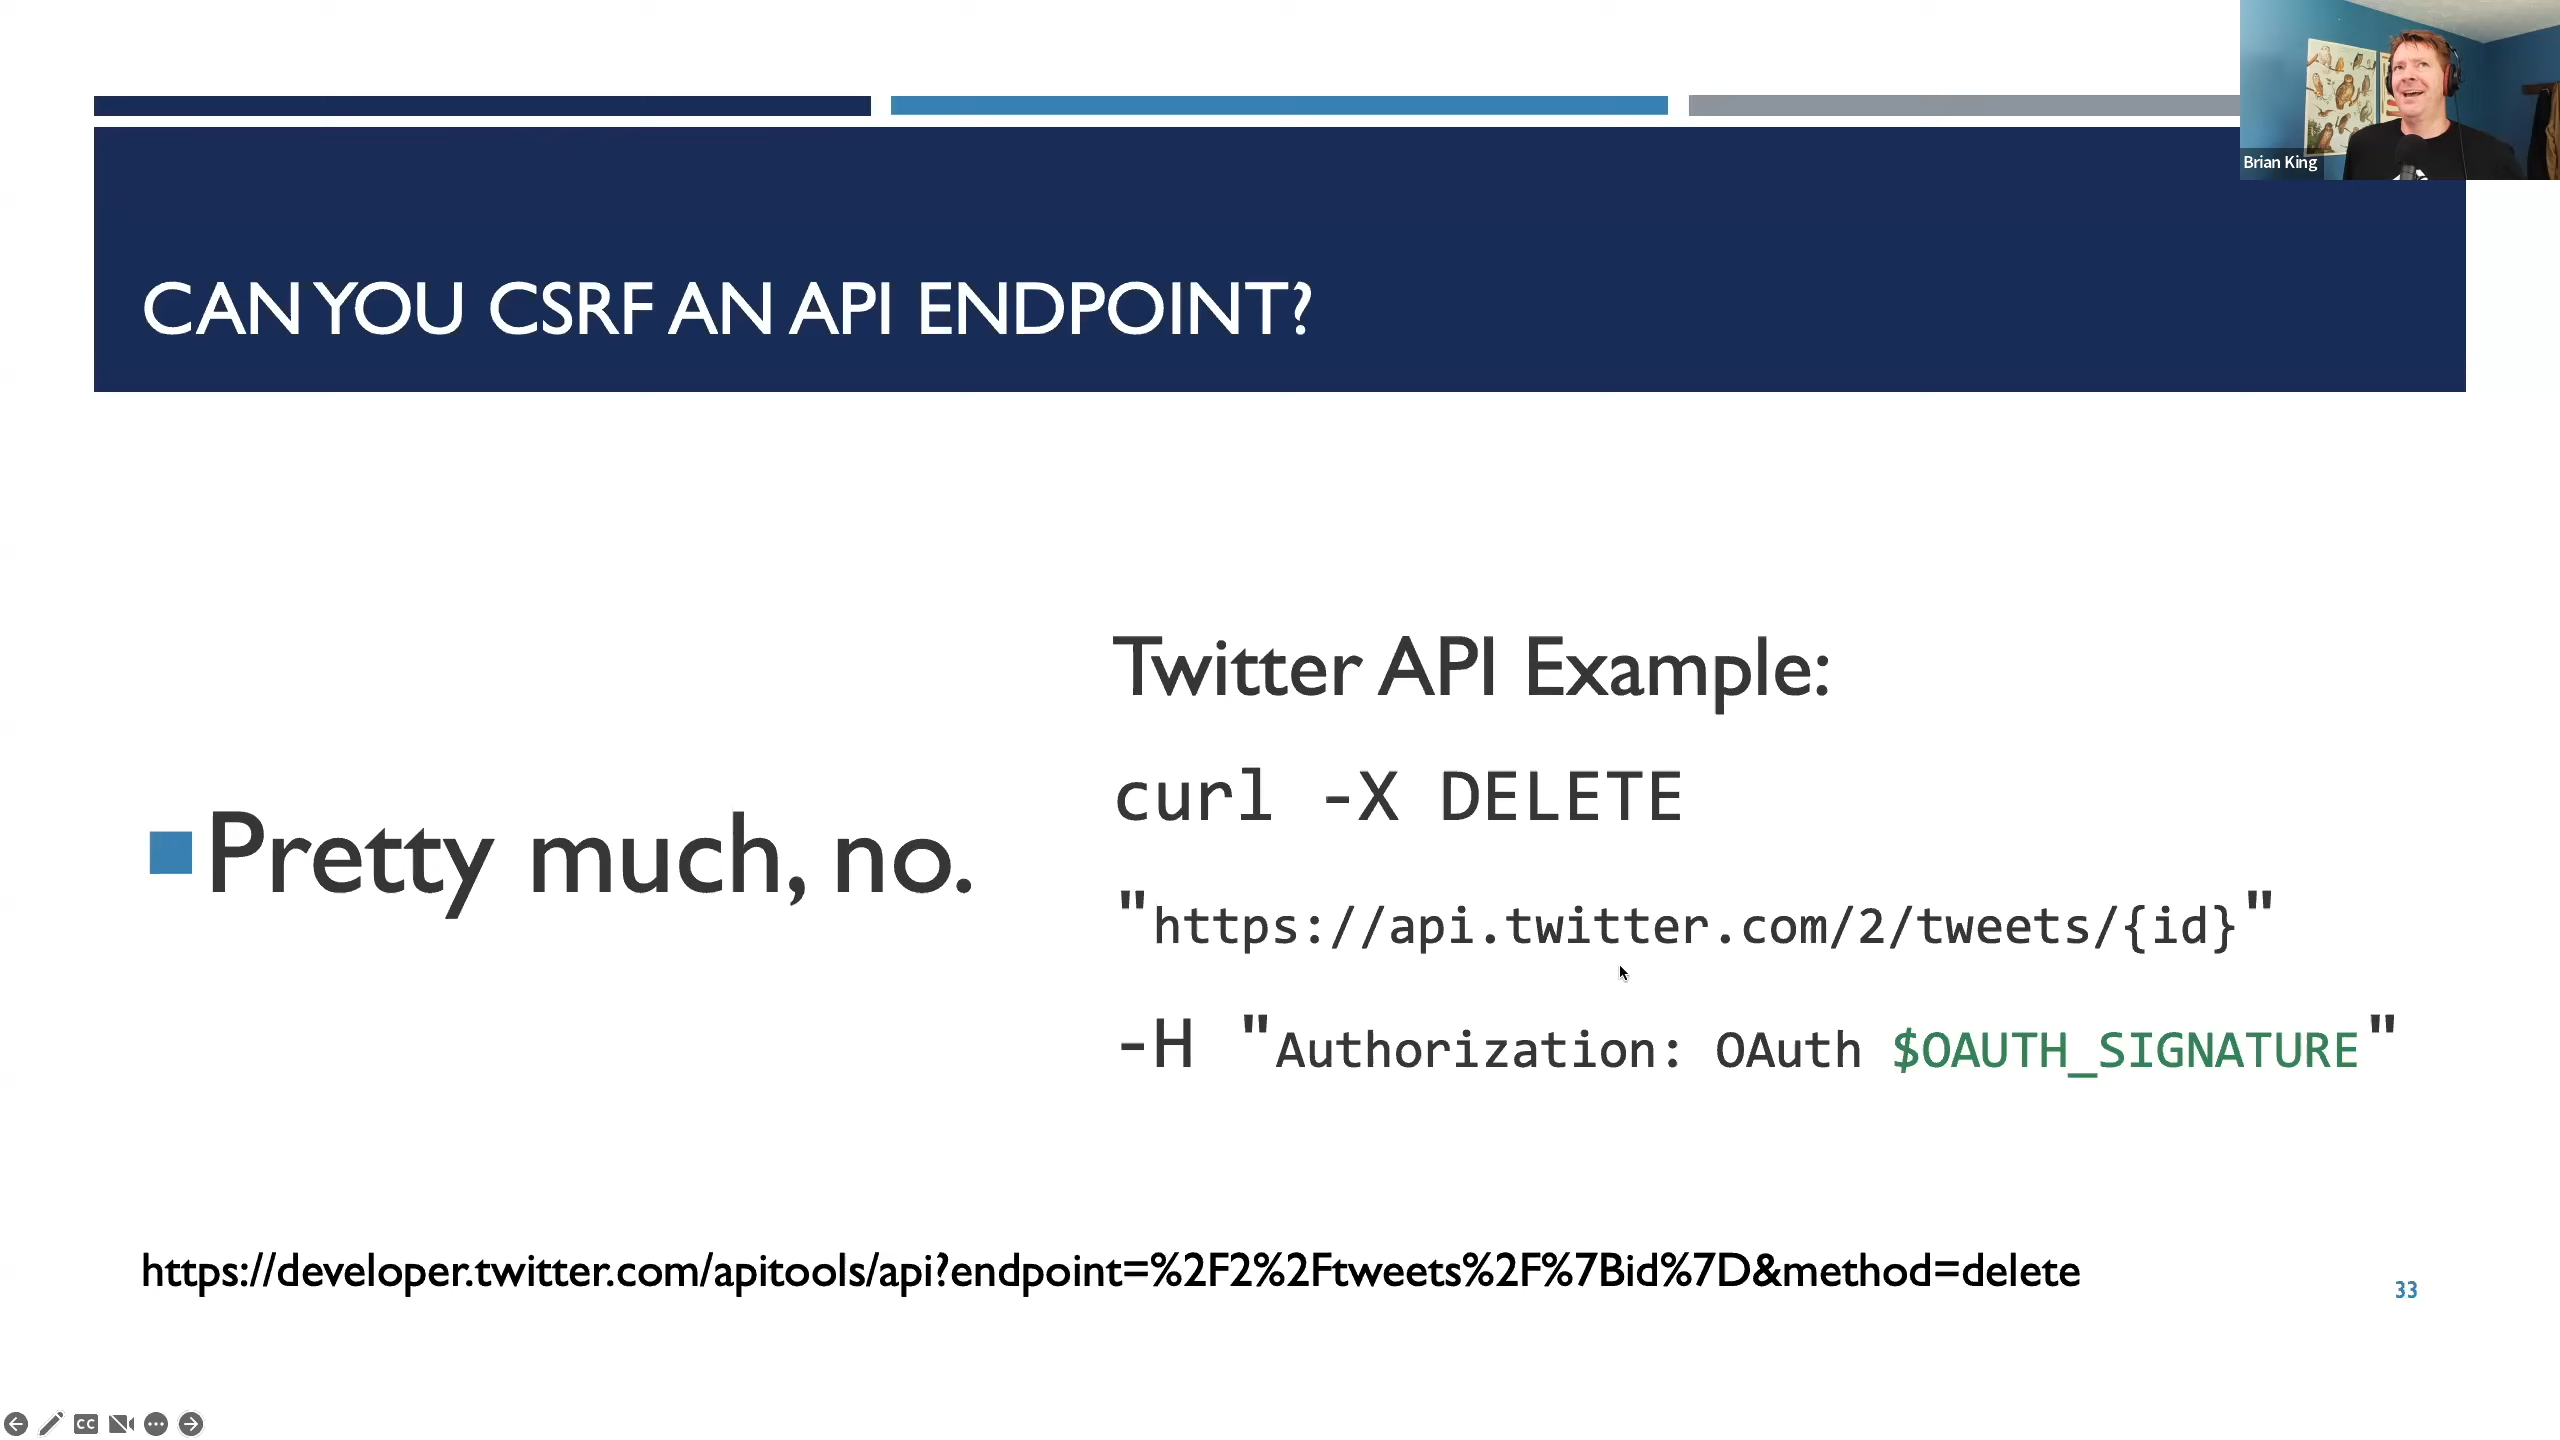 Brian King
CAN YOU CSRF AN API ENDPOINT?
Pretty much, no.
Twitter API Example:
curl -X DELETE
"https://api.twitter.com/2/tweets/{id}"
-H "Authorization: OAuth $OAUTH_SIGNATURE"
https://developer.twitter.com/apitools/api?endpoint=%2F2%2Ftweets%2F%7Bid%7D&method=delete
33
CC